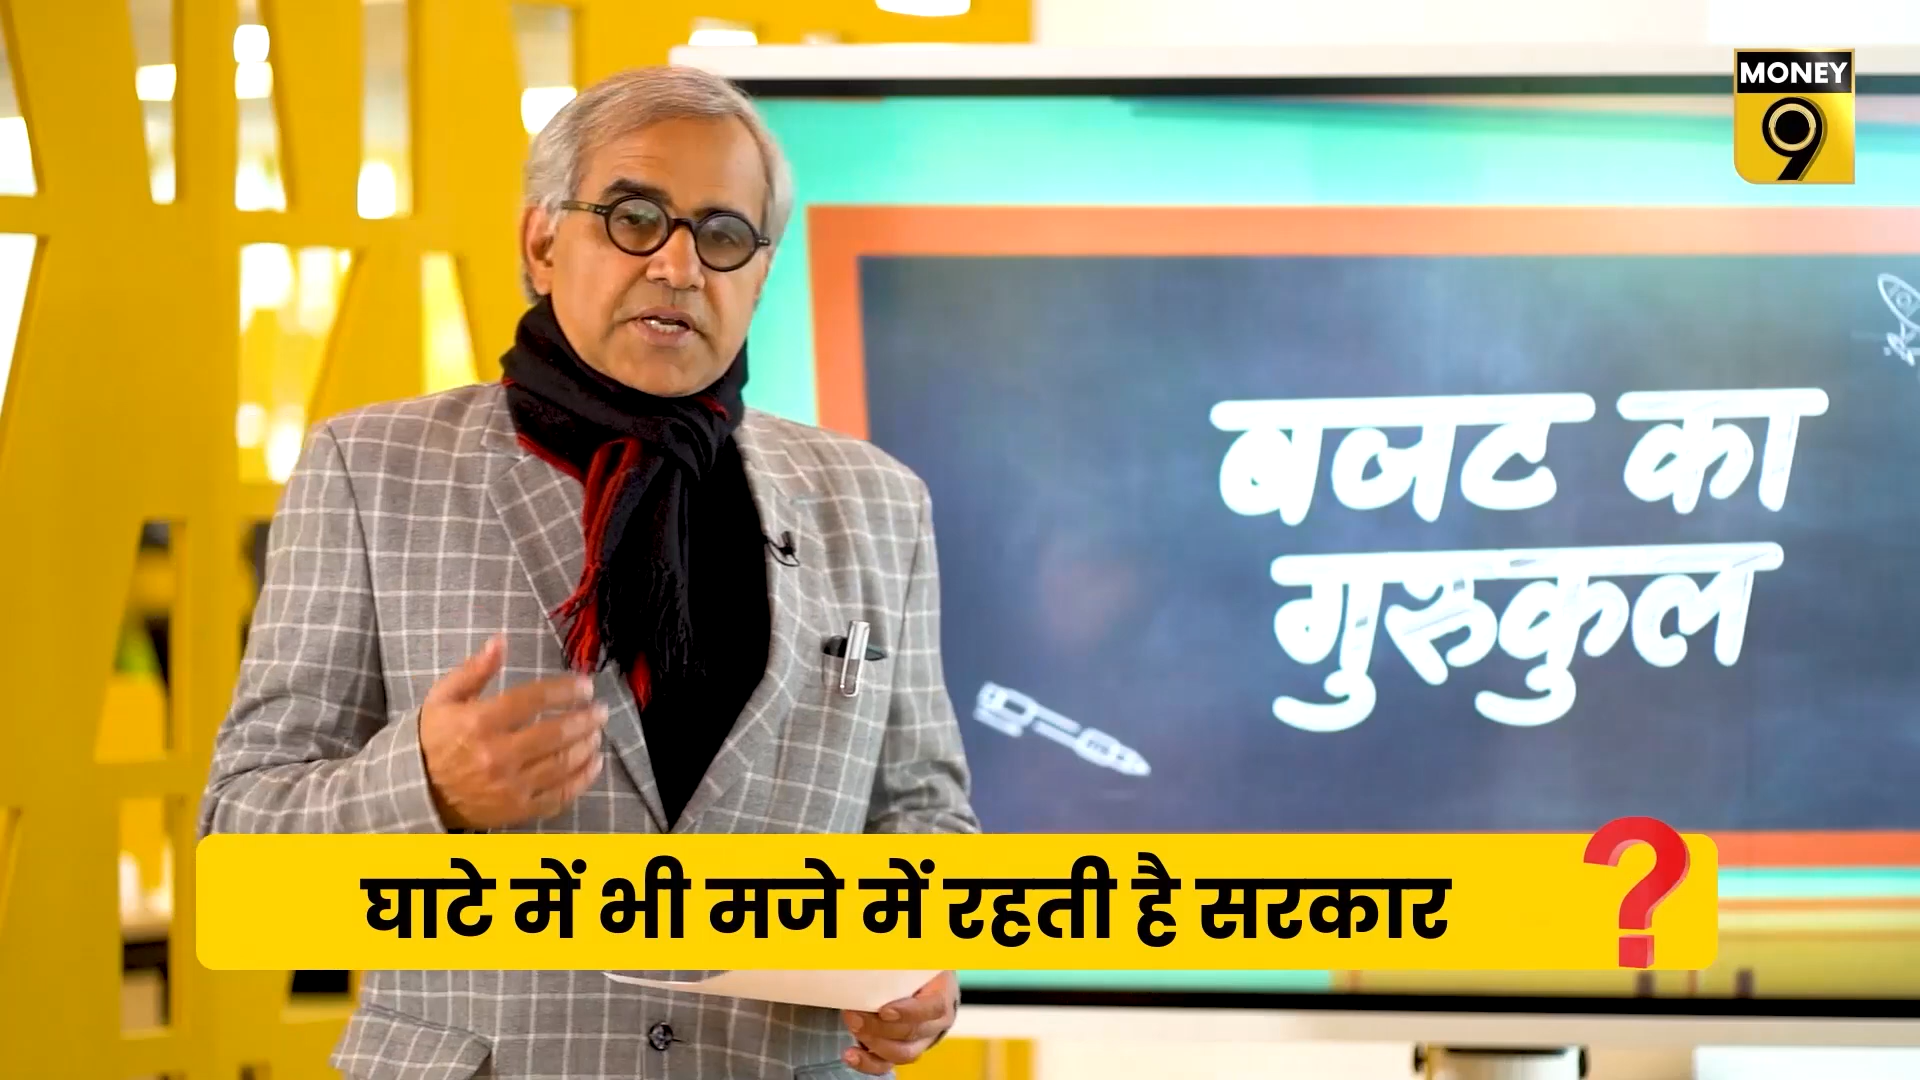 MONEY
9
बजट का
गुरुकुल
घाटे में भी मजे में रहती है सरकार ?